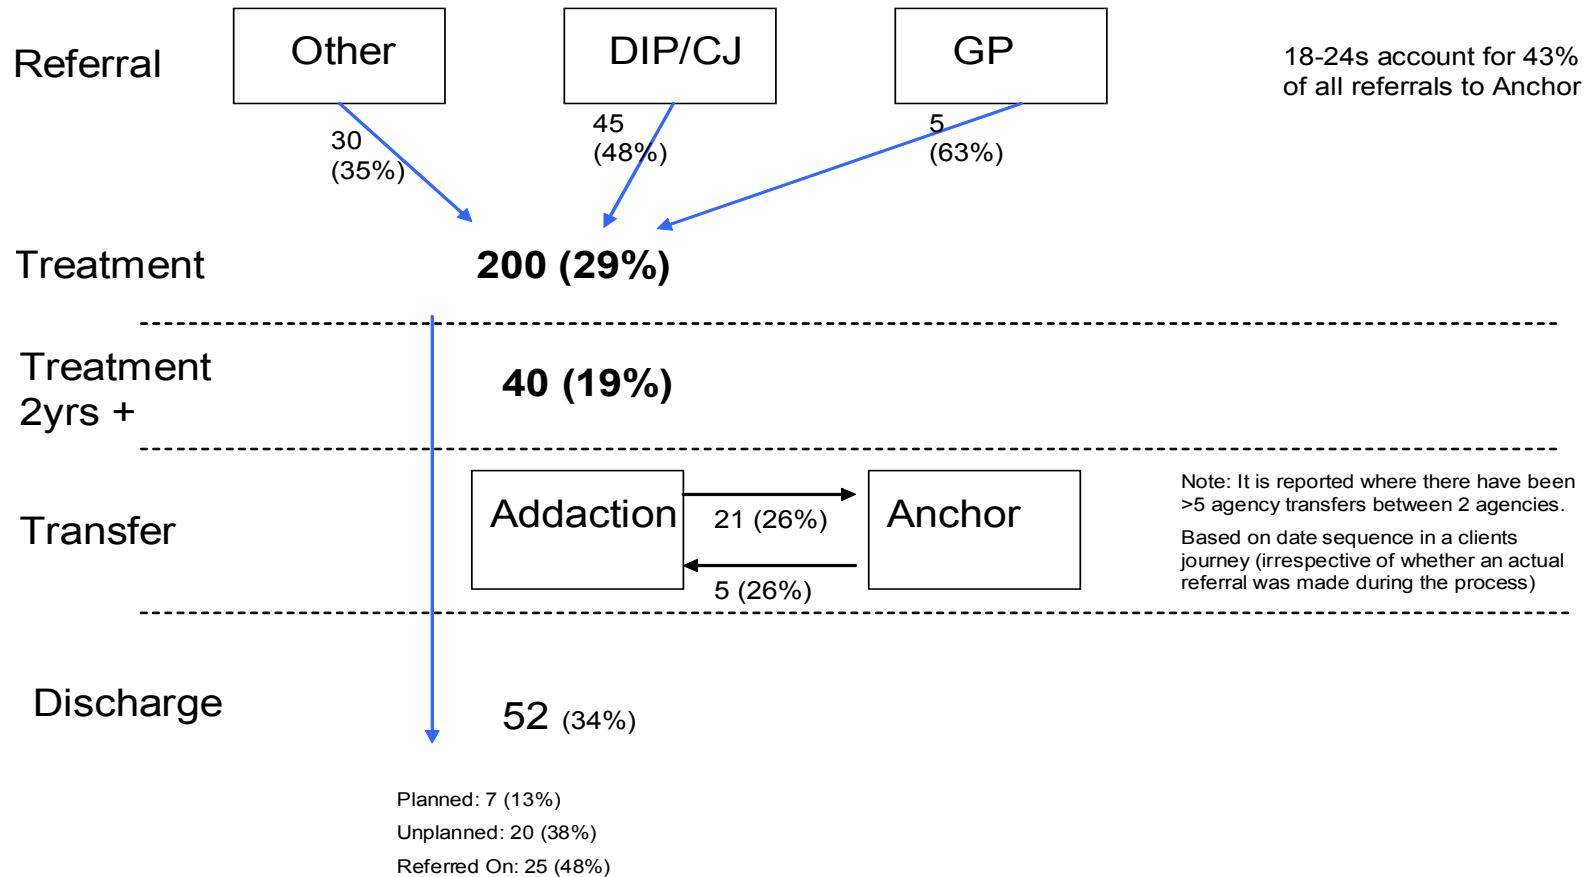 Referral
Other
DIP/CJ
GP
18-24s account for 43%
of all referrals to Anchor
30
(35%)
45
(48%)
5
(63%)
Treatment
200 (29%)
Treatment
2yrs +
40 (19%)
Transfer
Addaction
21 (26%)
5 (26%)
Anchor
Note: It is reported where there have been
>5 agency transfers between 2 agencies.
Based on date sequence in a clients
journey (irrespective of whether an actual
referral was made during the process)
Discharge
52 (34%)
Planned: 7 (13%)
Unplanned: 20 (38%)
Referred On: 25 (48%)